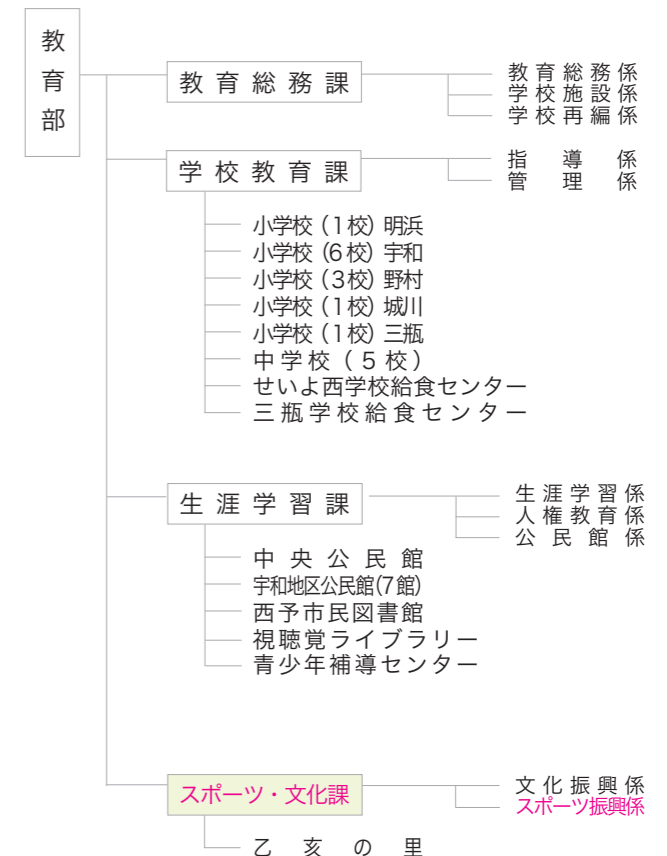 教育部
教育総務課
教育総務係
学校施設係
学校再編係
学校教育課
指導係
管理係
小学校(1校)明浜
小学校(6校)宇和
小学校(3校)野村
小学校(1校)城川
小学校(1校)三瓶
中学校(5校)
せいよ西学校給食センター
三瓶学校給食センター
生涯学習課
生涯学習係
人権教育係
公民館係
中央公民館
宇和地区公民館(7館)
西予市民図書館
視聴覚ライブラリー
青少年補導センター
スポーツ・文化課
文化振興係
スポーツ振興係
乙亥の里